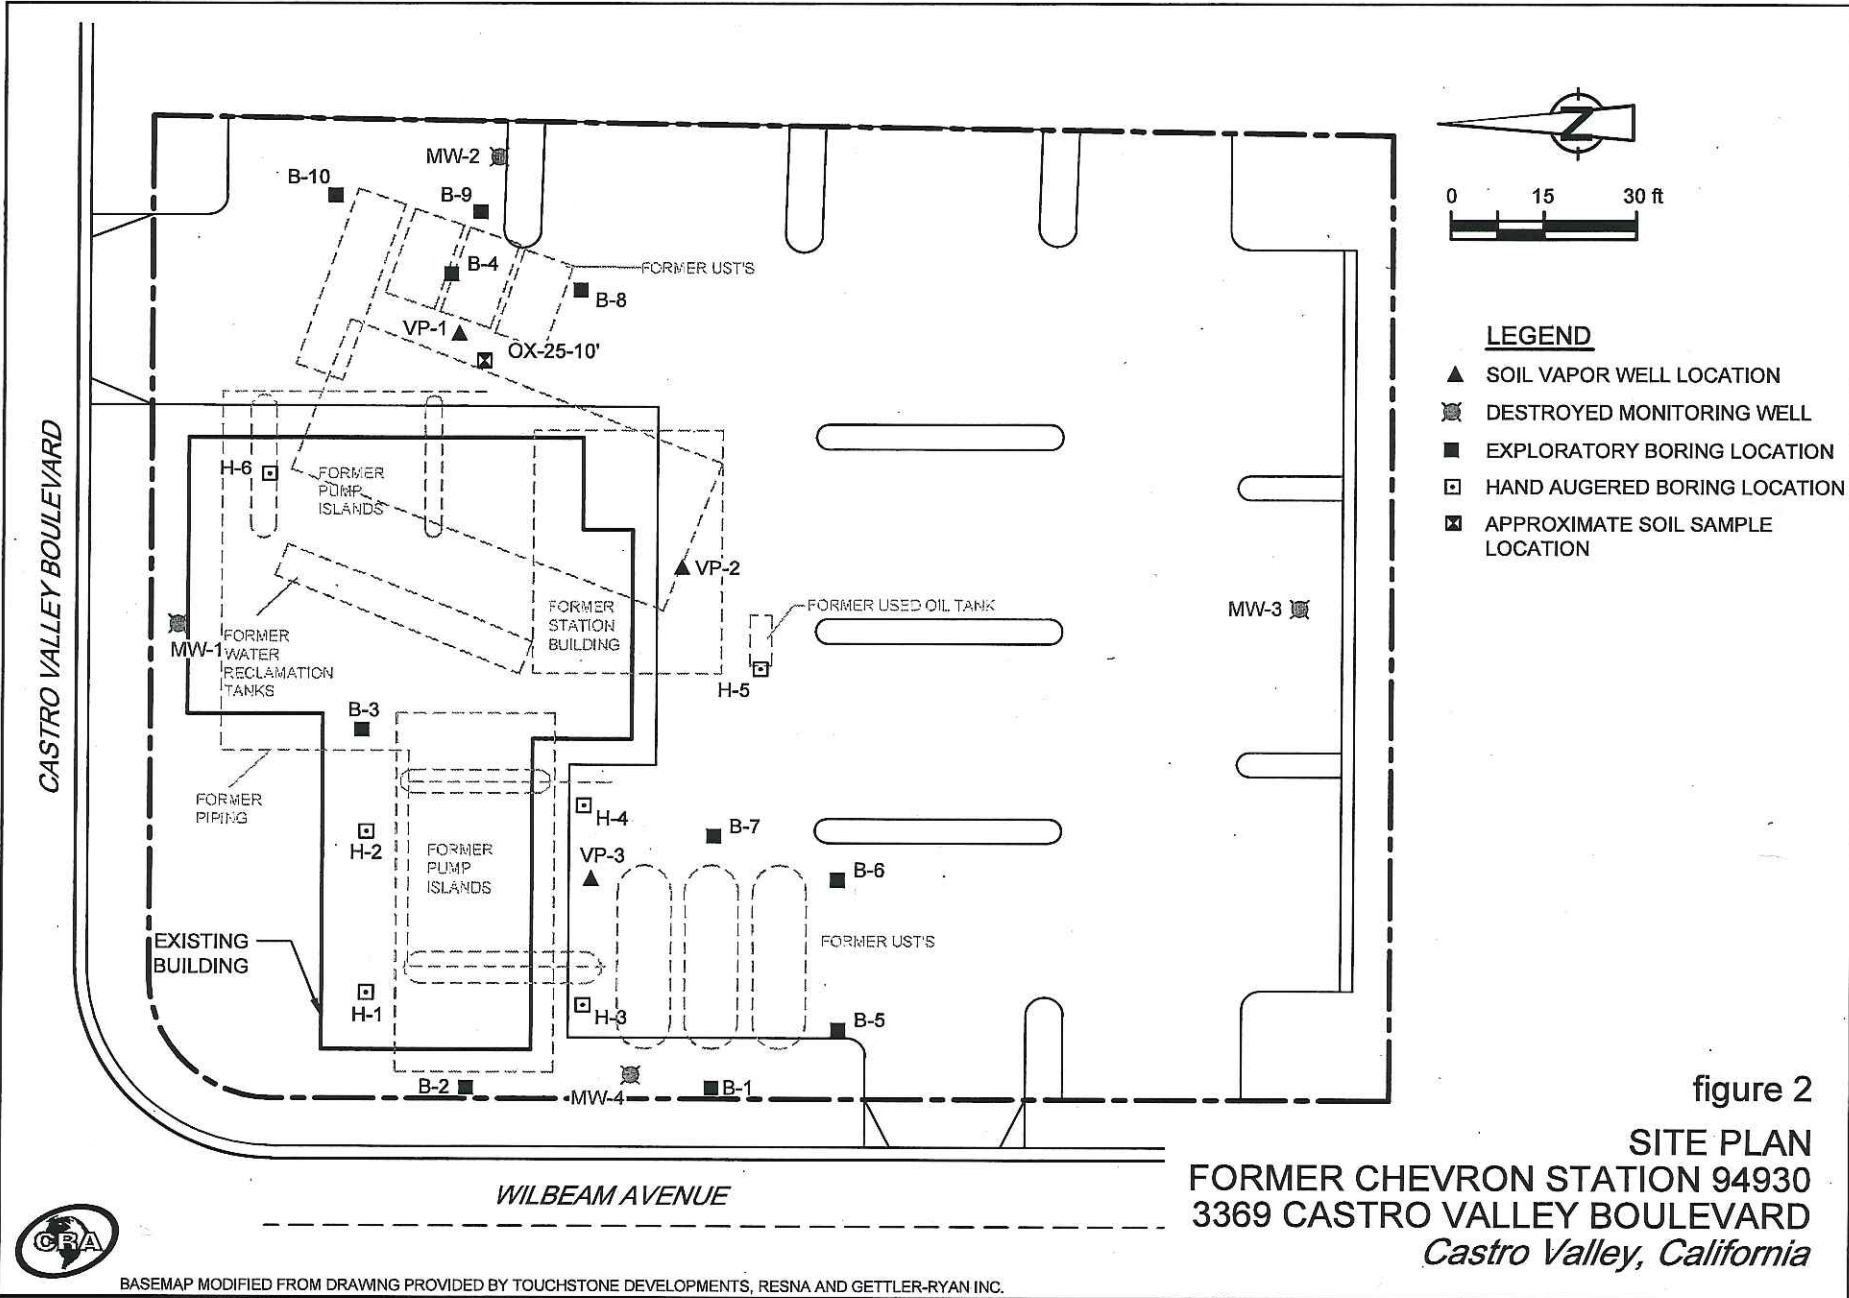 MW-2
B-10
B-9
B-4
FORMER UST'S
B-8
VP-1
OX-25-10'
H-6
FORMER
PUMP
ISLANDS
VP-2
FORMER
STATION
BUILDING
FORMER USED OIL TANK
MW-3
MW-1
FORMER
WATER
RECLAMATION
TANKS
H-5
B-3
FORMER
PIPING
H-4
H-2
B-7
VP-3
FORMER
PUMP
ISLANDS
B-6
FORMER UST'S
EXISTING
BUILDING
H-1
H-3
B-5
B-2
MW-4
B-1
CASTRO VALLEY BOULEVARD
WILBEAM AVENUE
Z
0 15 30 ft
LEGEND
SOIL VAPOR WELL LOCATION
DESTROYED MONITORING WELL
EXPLORATORY BORING LOCATION
HAND AUGERED BORING LOCATION
APPROXIMATE SOIL SAMPLE
LOCATION
figure 2
SITE PLAN
FORMER CHEVRON STATION 94930
3369 CASTRO VALLEY BOULEVARD
Castro Valley, California
CRA
BASEMAP MODIFIED FROM DRAWING PROVIDED BY TOUCHSTONE DEVELOPMENTS, RESNA AND GETTLER-RYAN INC.